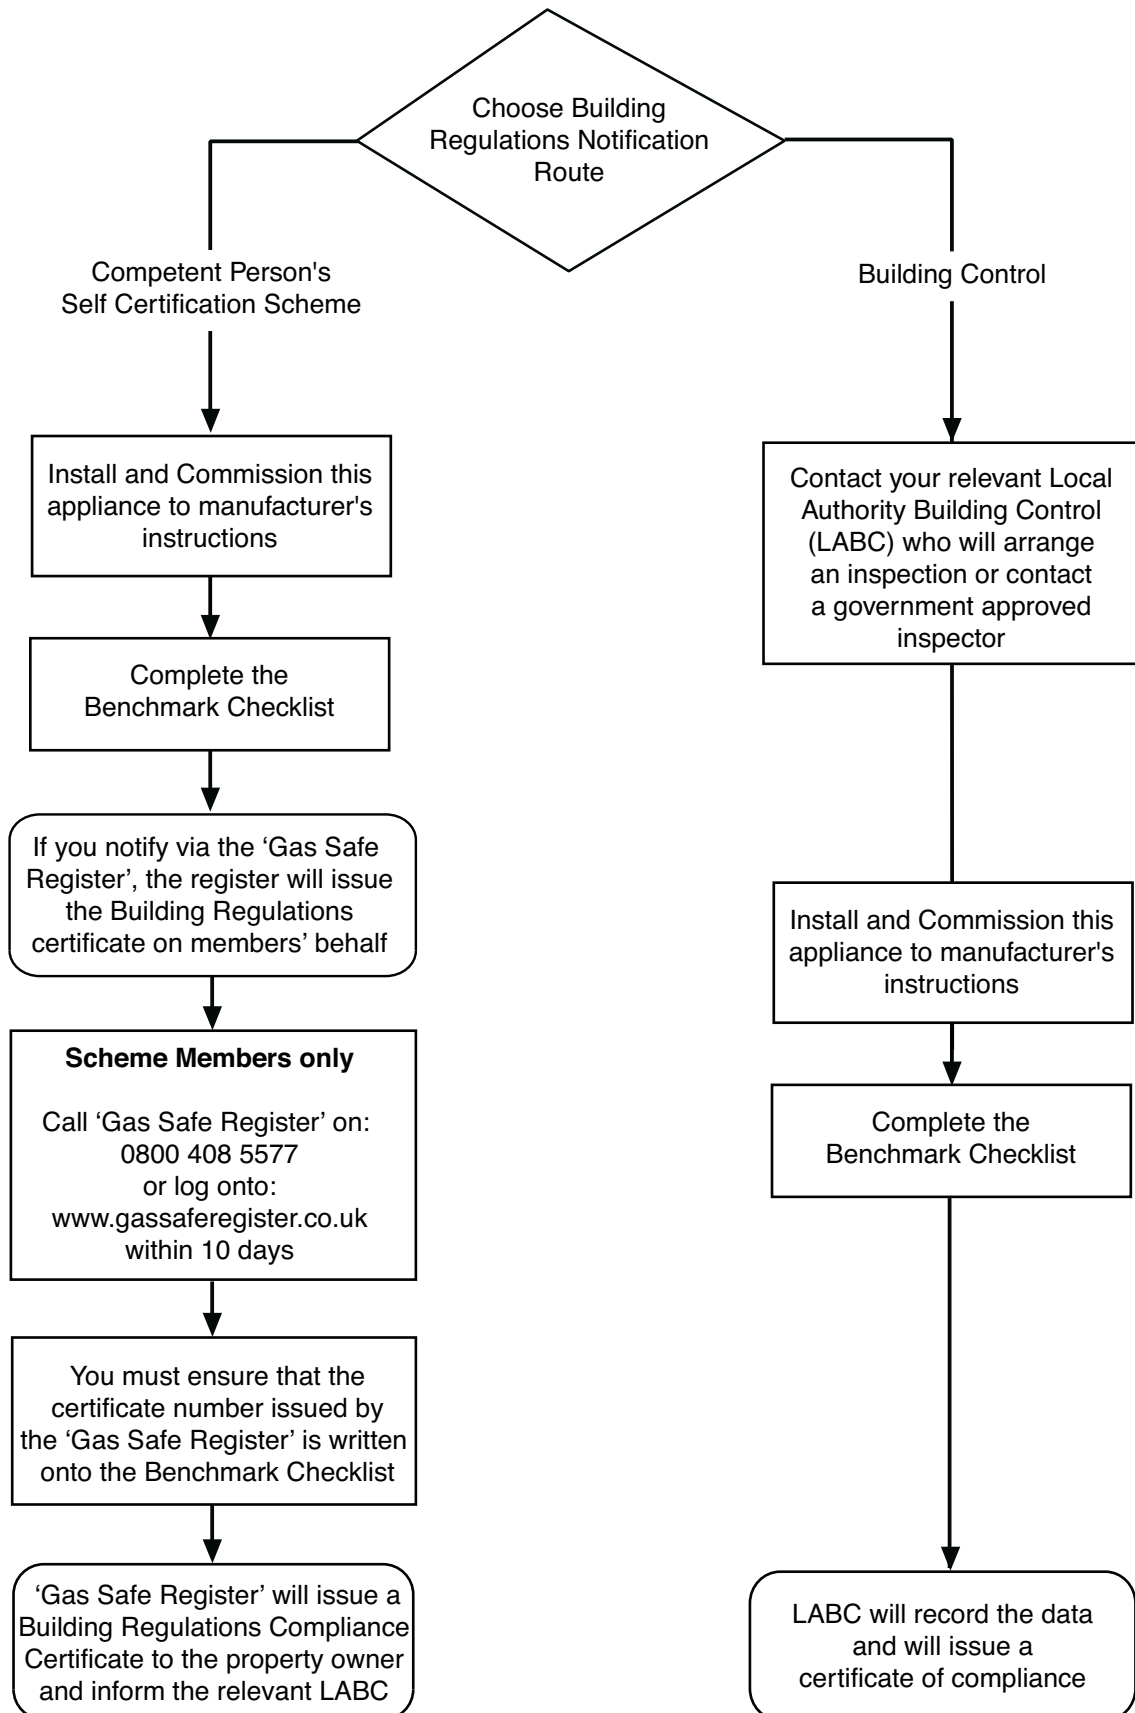 Choose Building
Regulations Notification
Route
Competent Person's
Self Certification Scheme
Building Control
Install and Commission this
appliance to manufacturer's
instructions
Complete the
Benchmark Checklist
If you notify via the ‘Gas Safe
Register’, the register will issue
the Building Regulations
certificate on members’ behalf
Scheme Members only
Call ‘Gas Safe Register’ on:
0800 408 5577
or log onto:
www.gassaferegister.co.uk
within 10 days
You must ensure that the
certificate number issued by
the ‘Gas Safe Register’ is written
onto the Benchmark Checklist
‘Gas Safe Register’ will issue a
Building Regulations Compliance
Certificate to the property owner
and inform the relevant LABC
Contact your relevant Local
Authority Building Control
(LABC) who will arrange
an inspection or contact
a government approved
inspector
Install and Commission this
appliance to manufacturer's
instructions
Complete the
Benchmark Checklist
LABC will record the data
and will issue a
certificate of compliance